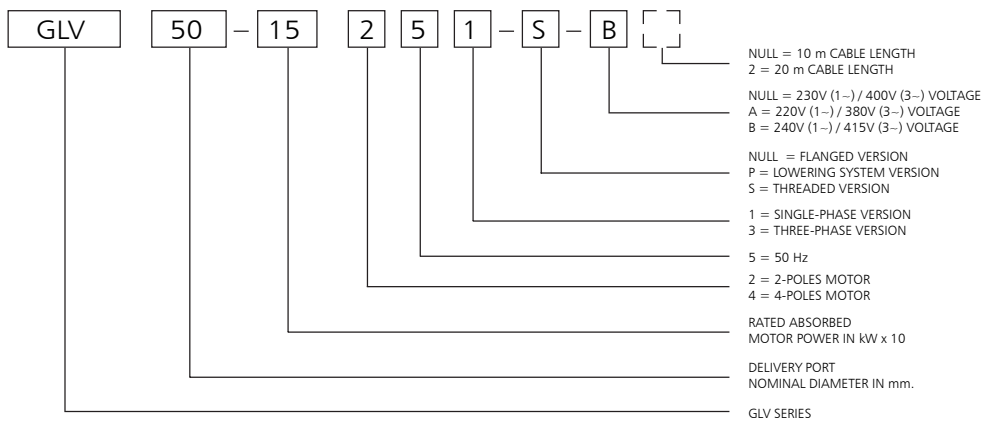 GLV 50 – 15 2 5 1 – S – B
NULL = 10 m CABLE LENGTH
2 = 20 m CABLE LENGTH
NULL = 230V (1~) / 400V (3~) VOLTAGE
A = 220V (1~) / 380V (3~) VOLTAGE
B = 240V (1~) / 415V (3~) VOLTAGE
NULL = FLANGED VERSION
P = LOWERING SYSTEM VERSION
S = THREADED VERSION
1 = SINGLE-PHASE VERSION
3 = THREE-PHASE VERSION
5 = 50 Hz
2 = 2-POLES MOTOR
4 = 4-POLES MOTOR
RATED ABSORBED
MOTOR POWER IN kW x 10
DELIVERY PORT
NOMINAL DIAMETER IN mm.
GLV SERIES